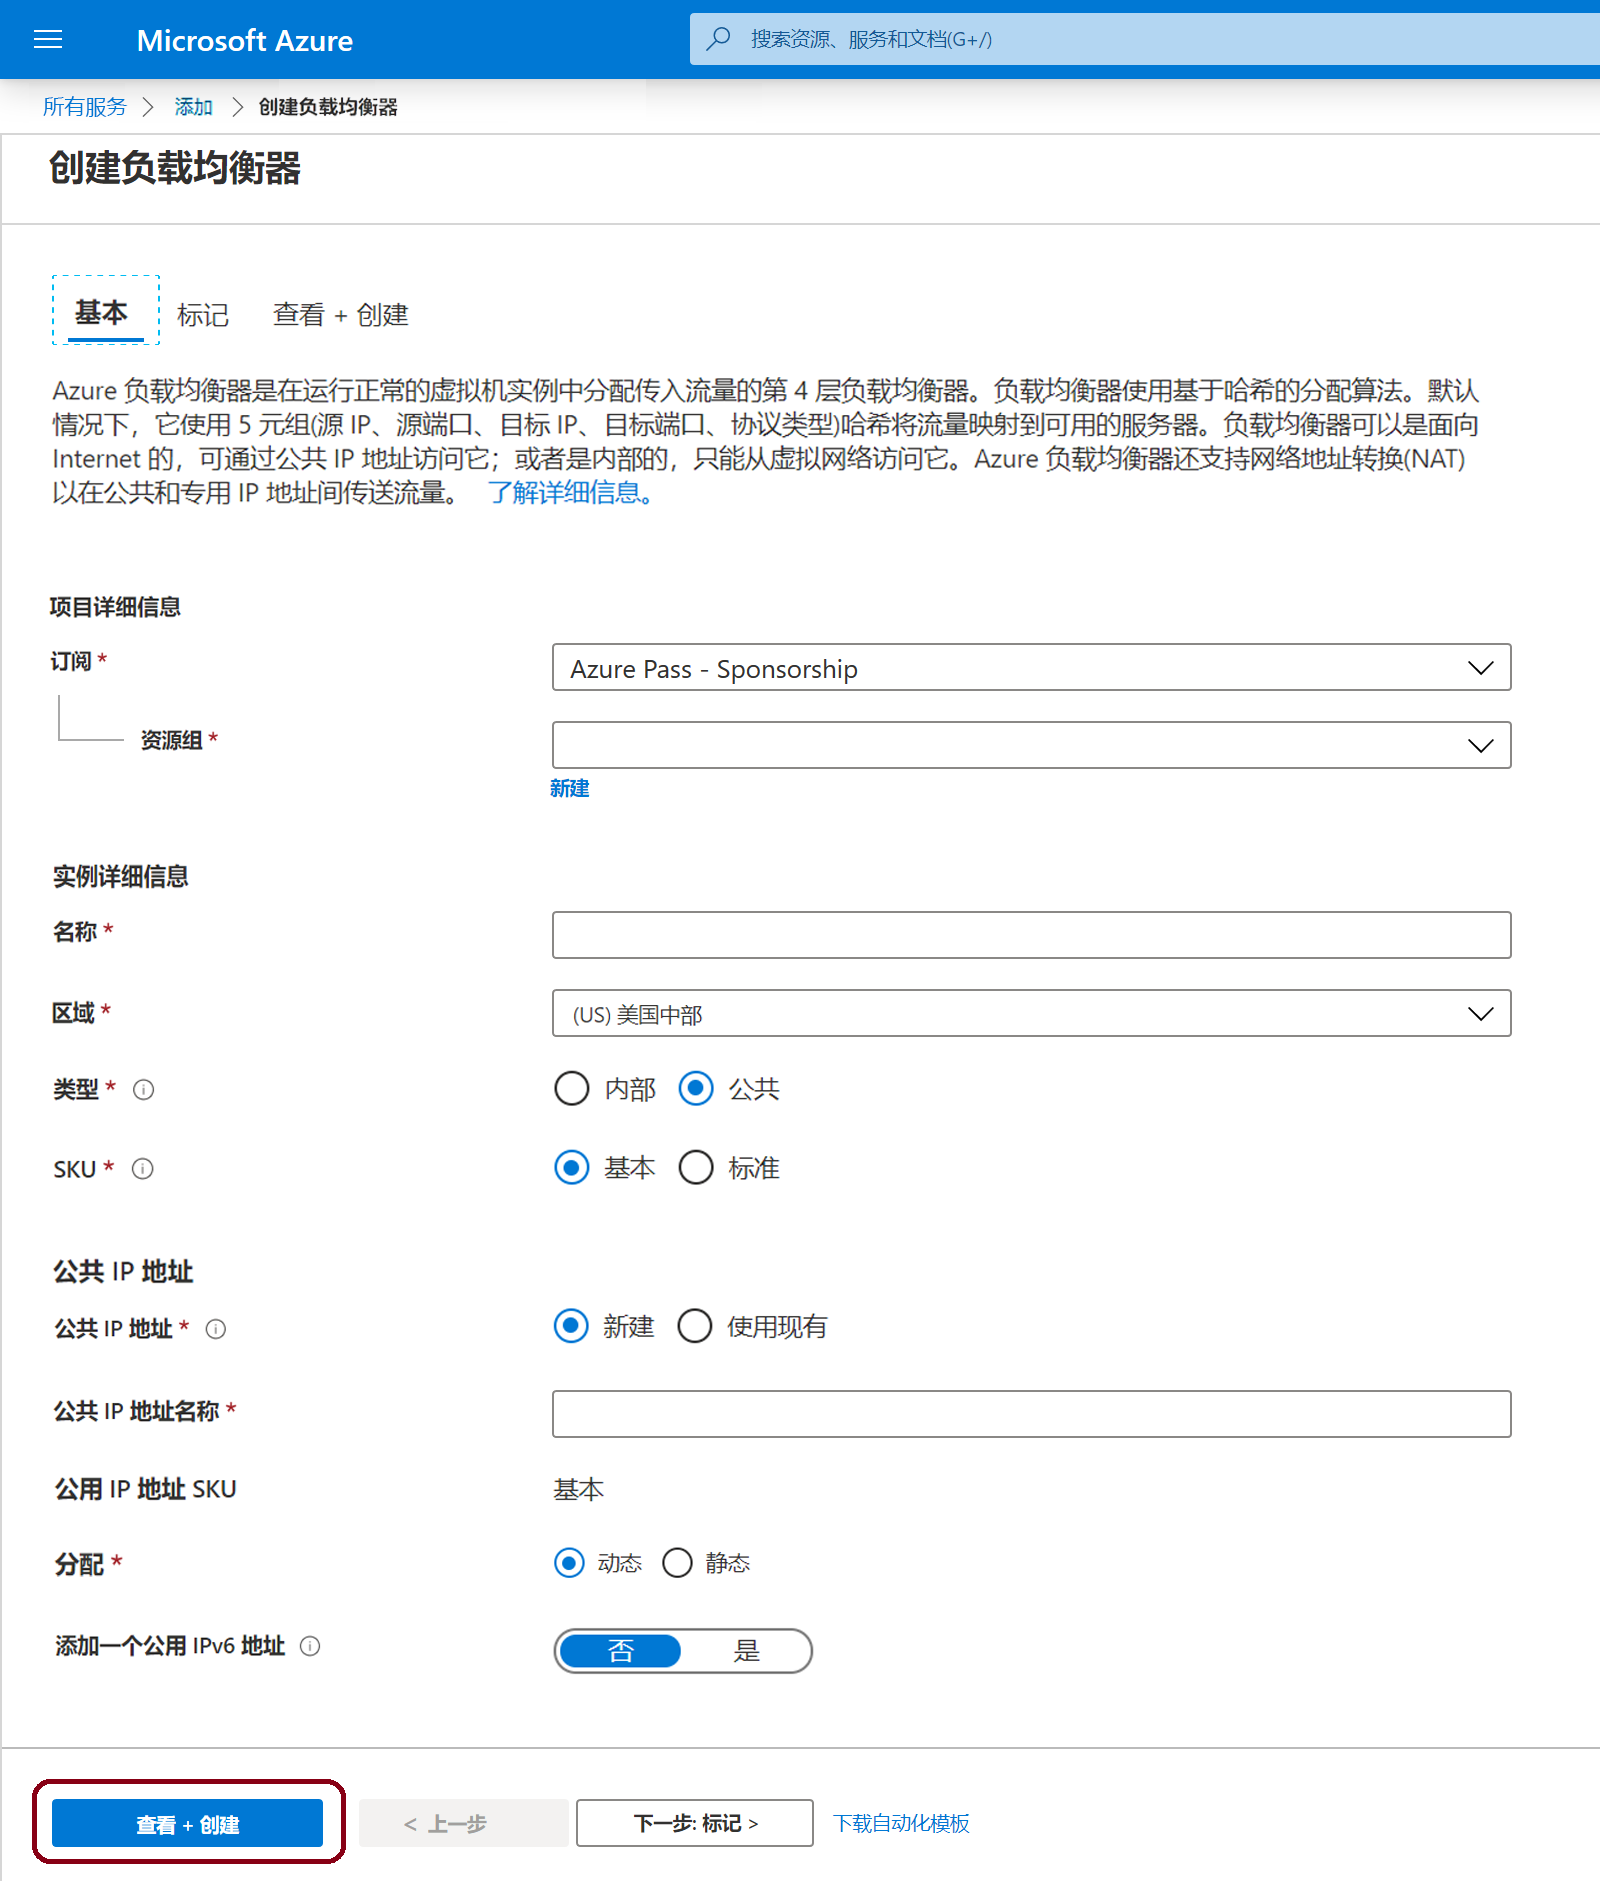 Microsoft Azure
搜索资源、服务和文档(G+/)
所有服务 > 添加 > 创建负载均衡器
创建负载均衡器
基本 标记 查看 + 创建
Azure 负载均衡器是在运行正常的虚拟机实例中分配传入流量的第 4 层负载均衡器。负载均衡器使用基于哈希的分配算法。默认
情况下，它使用 5 元组(源 IP、源端口、目标 IP、目标端口、协议类型)哈希将流量映射到可用的服务器。负载均衡器可以是面向
Internet 的，可通过公共 IP 地址访问它；或者是内部的，只能从虚拟网络访问它。Azure 负载均衡器还支持网络地址转换(NAT)
以在公共和专用 IP 地址间传送流量。 了解详细信息。
项目详细信息
订阅 * Azure Pass - Sponsorship
资源组 *
新建
实例详细信息
名称 *
区域 * (US) 美国中部
类型 * 内部 公共
SKU * 基本 标准
公共 IP 地址
公共 IP 地址 * 新建 使用现有
公共 IP 地址名称 *
公用 IP 地址 SKU 基本
分配 * 动态 静态
添加一个公用 IPv6 地址 否 是
查看 + 创建 < 上一步 下一步: 标记 > 下载自动化模板